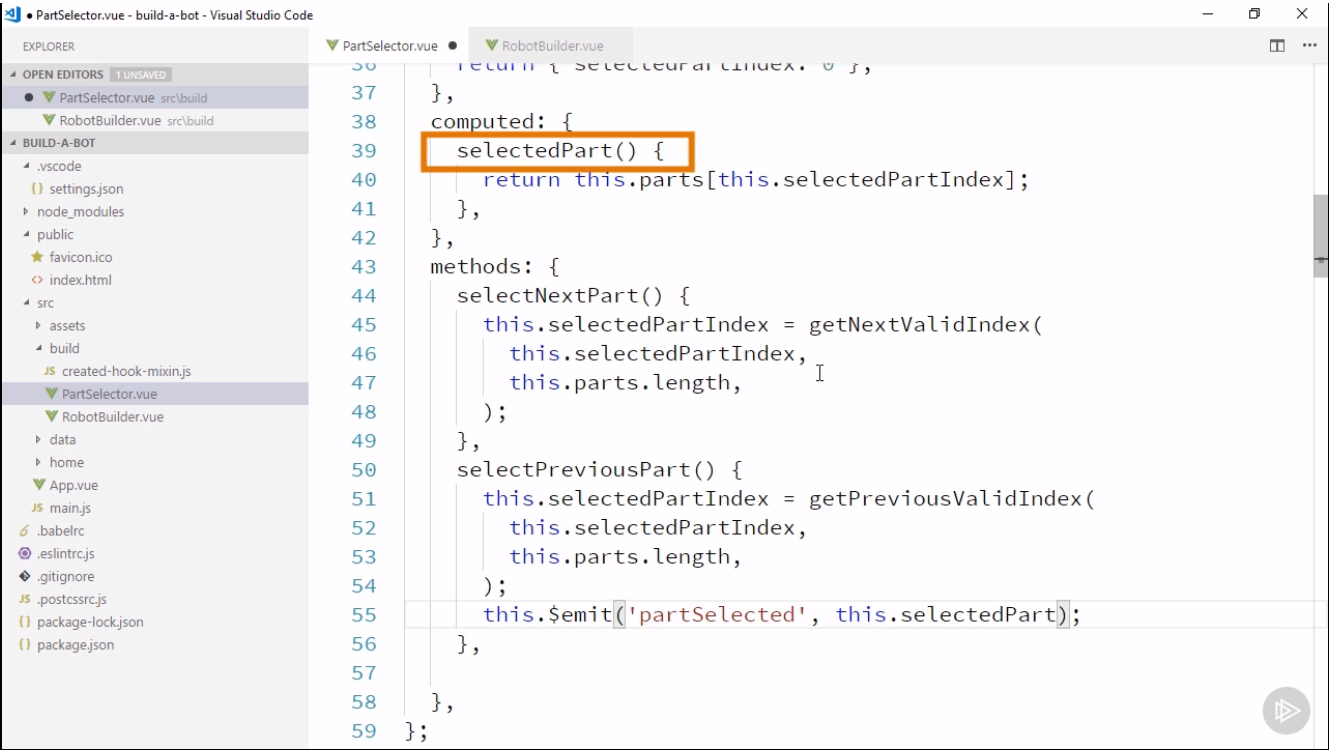 PartSelector.vue - build-a-bot - Visual Studio Code
EXPLORER
PartSelector.vue
RobotBuilder.vue
OPEN EDITORS 1 UNSAVED
PartSelector.vue src\build
RobotBuilder.vue src\build
BUILD-A-BOT
.vscode
{} settings.json
node_modules
public
favicon.ico
<> index.html
src
assets
build
JS created-hook-mixin.js
PartSelector.vue
RobotBuilder.vue
data
home
App.vue
JS main.js
.babelrc
.eslintrc.js
.gitignore
JS .postcssrc.js
{} package-lock.json
{} package.json
36 return { selectedPartIndex: 0 };
37 },
38 computed: {
39 selectedPart() {
40 return this.parts[this.selectedPartIndex];
41 },
42 },
43 methods: {
44 selectNextPart() {
45 this.selectedPartIndex = getNextValidIndex(
46 this.selectedPartIndex,
47 this.parts.length,
48 );
49 },
50 selectPreviousPart() {
51 this.selectedPartIndex = getPreviousValidIndex(
52 this.selectedPartIndex,
53 this.parts.length,
54 );
55 this.$emit('partSelected', this.selectedPart);
56 },
57
58 },
59 };